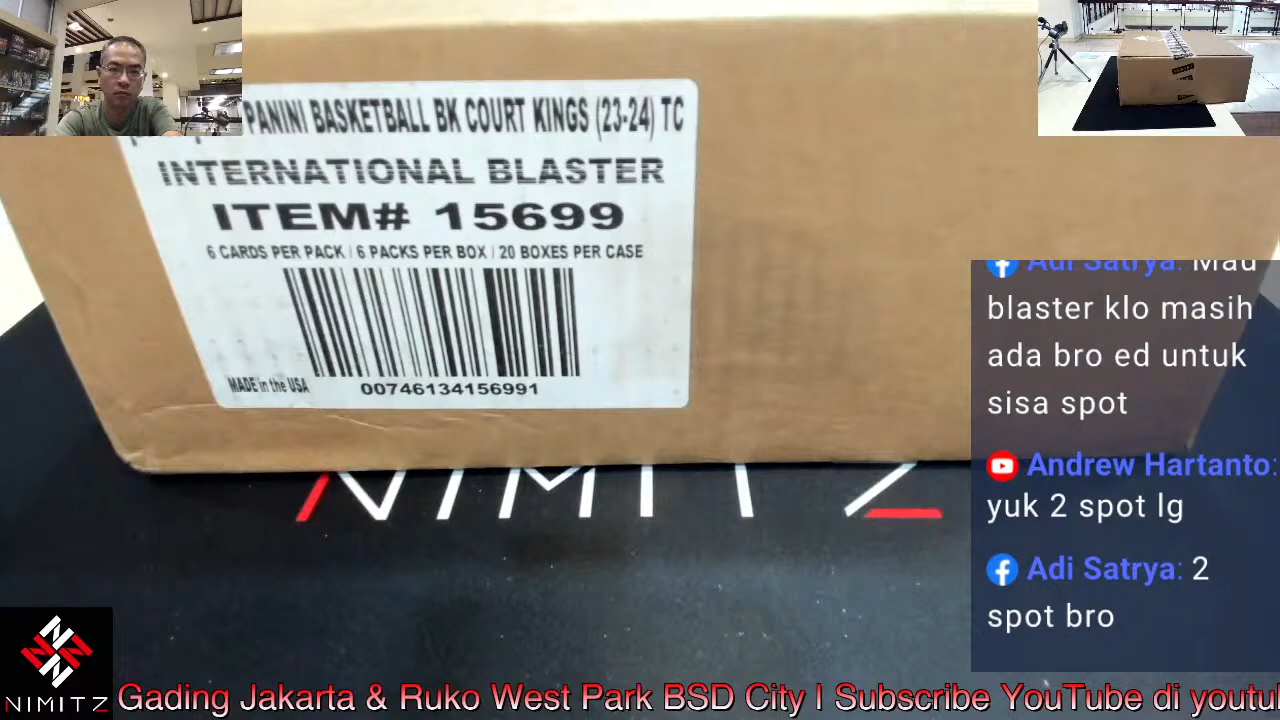 PANINI BASKETBALL BK COURT KINGS (23-24) TC
INTERNATIONAL BLASTER
ITEM# 15699
6 CARDS PER PACK | 6 PACKS PER BOX | 20 BOXES PER CASE
MADE in the USA
00746134156991
NIMITZ
Adi Satrya: Mau
blaster klo masih
ada bro ed untuk
sisa spot
Andrew Hartanto:
yuk 2 spot lg
Adi Satrya: 2
spot bro
NIMITZ
Gading Jakarta & Ruko West Park BSD City I Subscribe YouTube di youtu